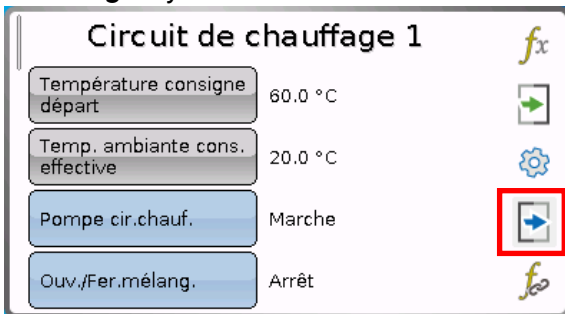 Circuit de chauffage 1
fx
Température consigne
départ
60.0 °C
Temp. ambiante cons.
effective
20.0 °C
Pompe cir.chauf.
Marche
Ouv./Fer.mélang.
Arrêt
f